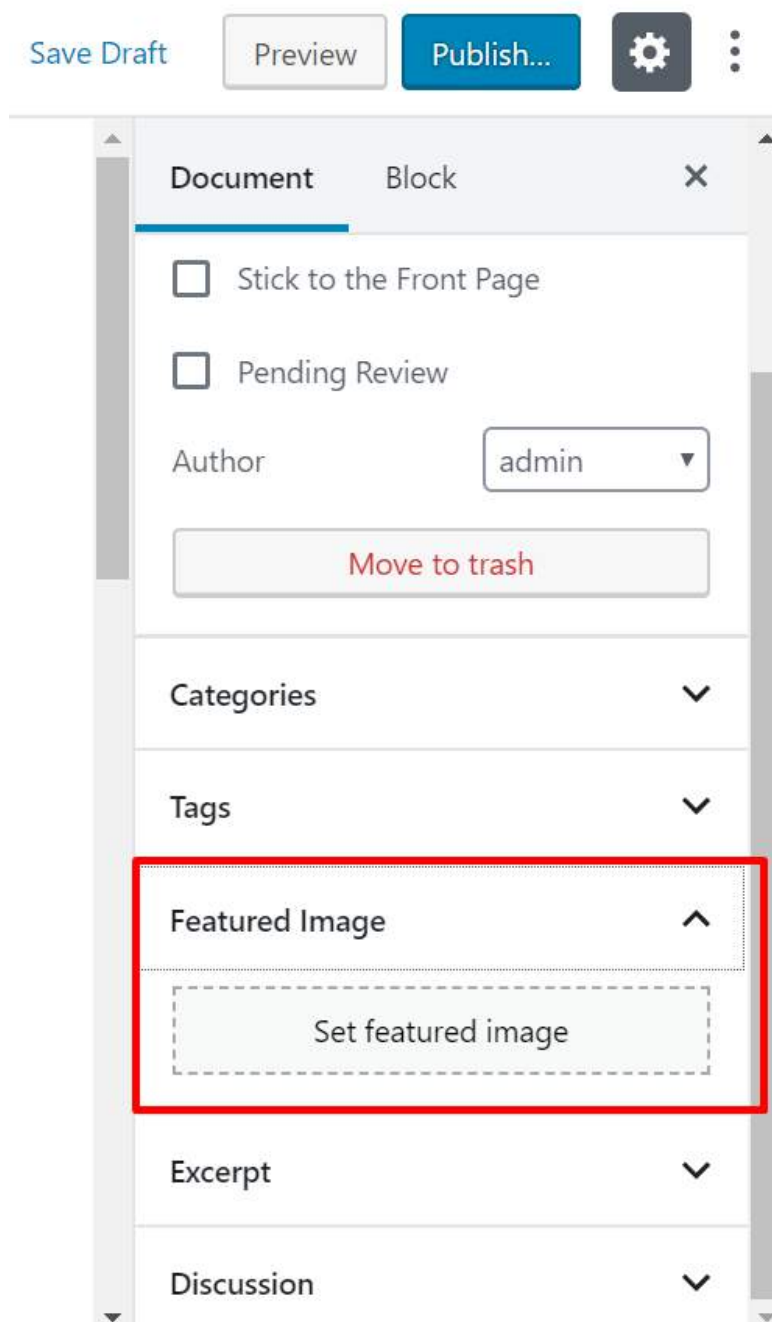 Save Draft Preview Publish...
Document Block
Stick to the Front Page
Pending Review
Author admin
Move to trash
Categories
Tags
Featured Image
Set featured image
Excerpt
Discussion